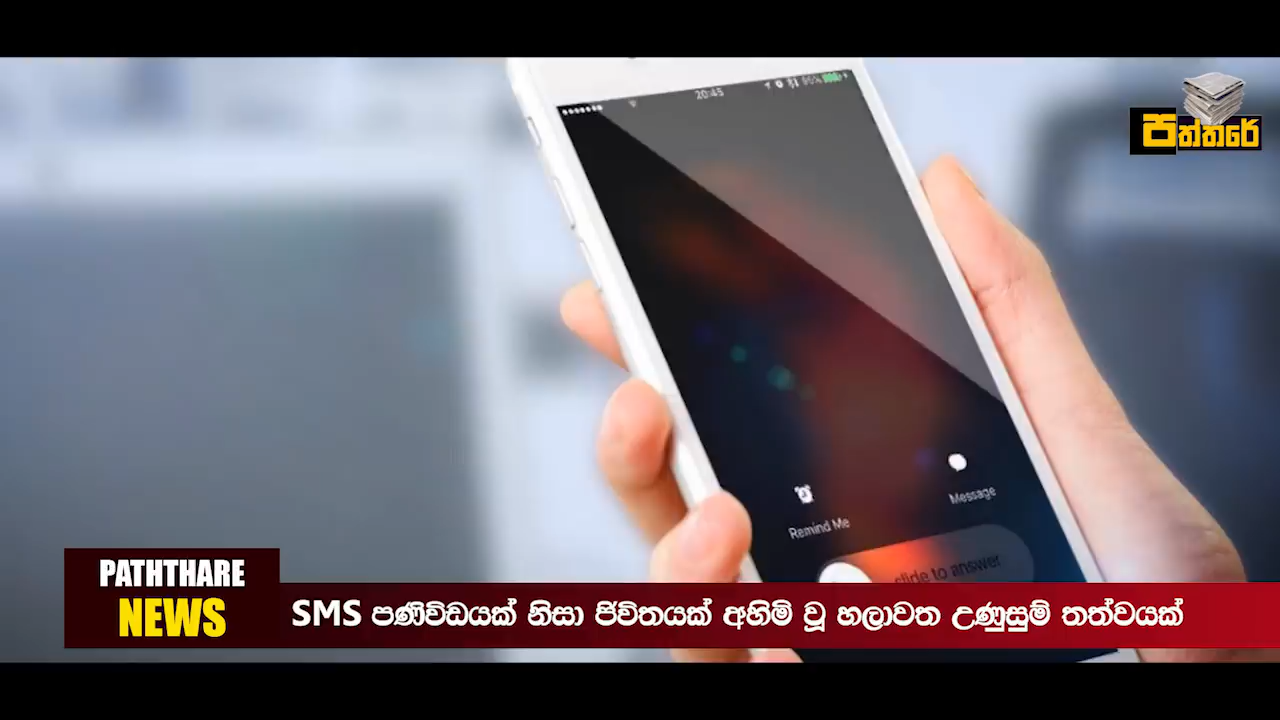 20:45
95%
පත්තරේ
Message
Remind Me
slide to answer
PATHTHARE
NEWS
SMS පණිවිඩයක් නිසා ජිවිතයක් අහිමි වූ හලාවත උණුසුම් තත්වයක්